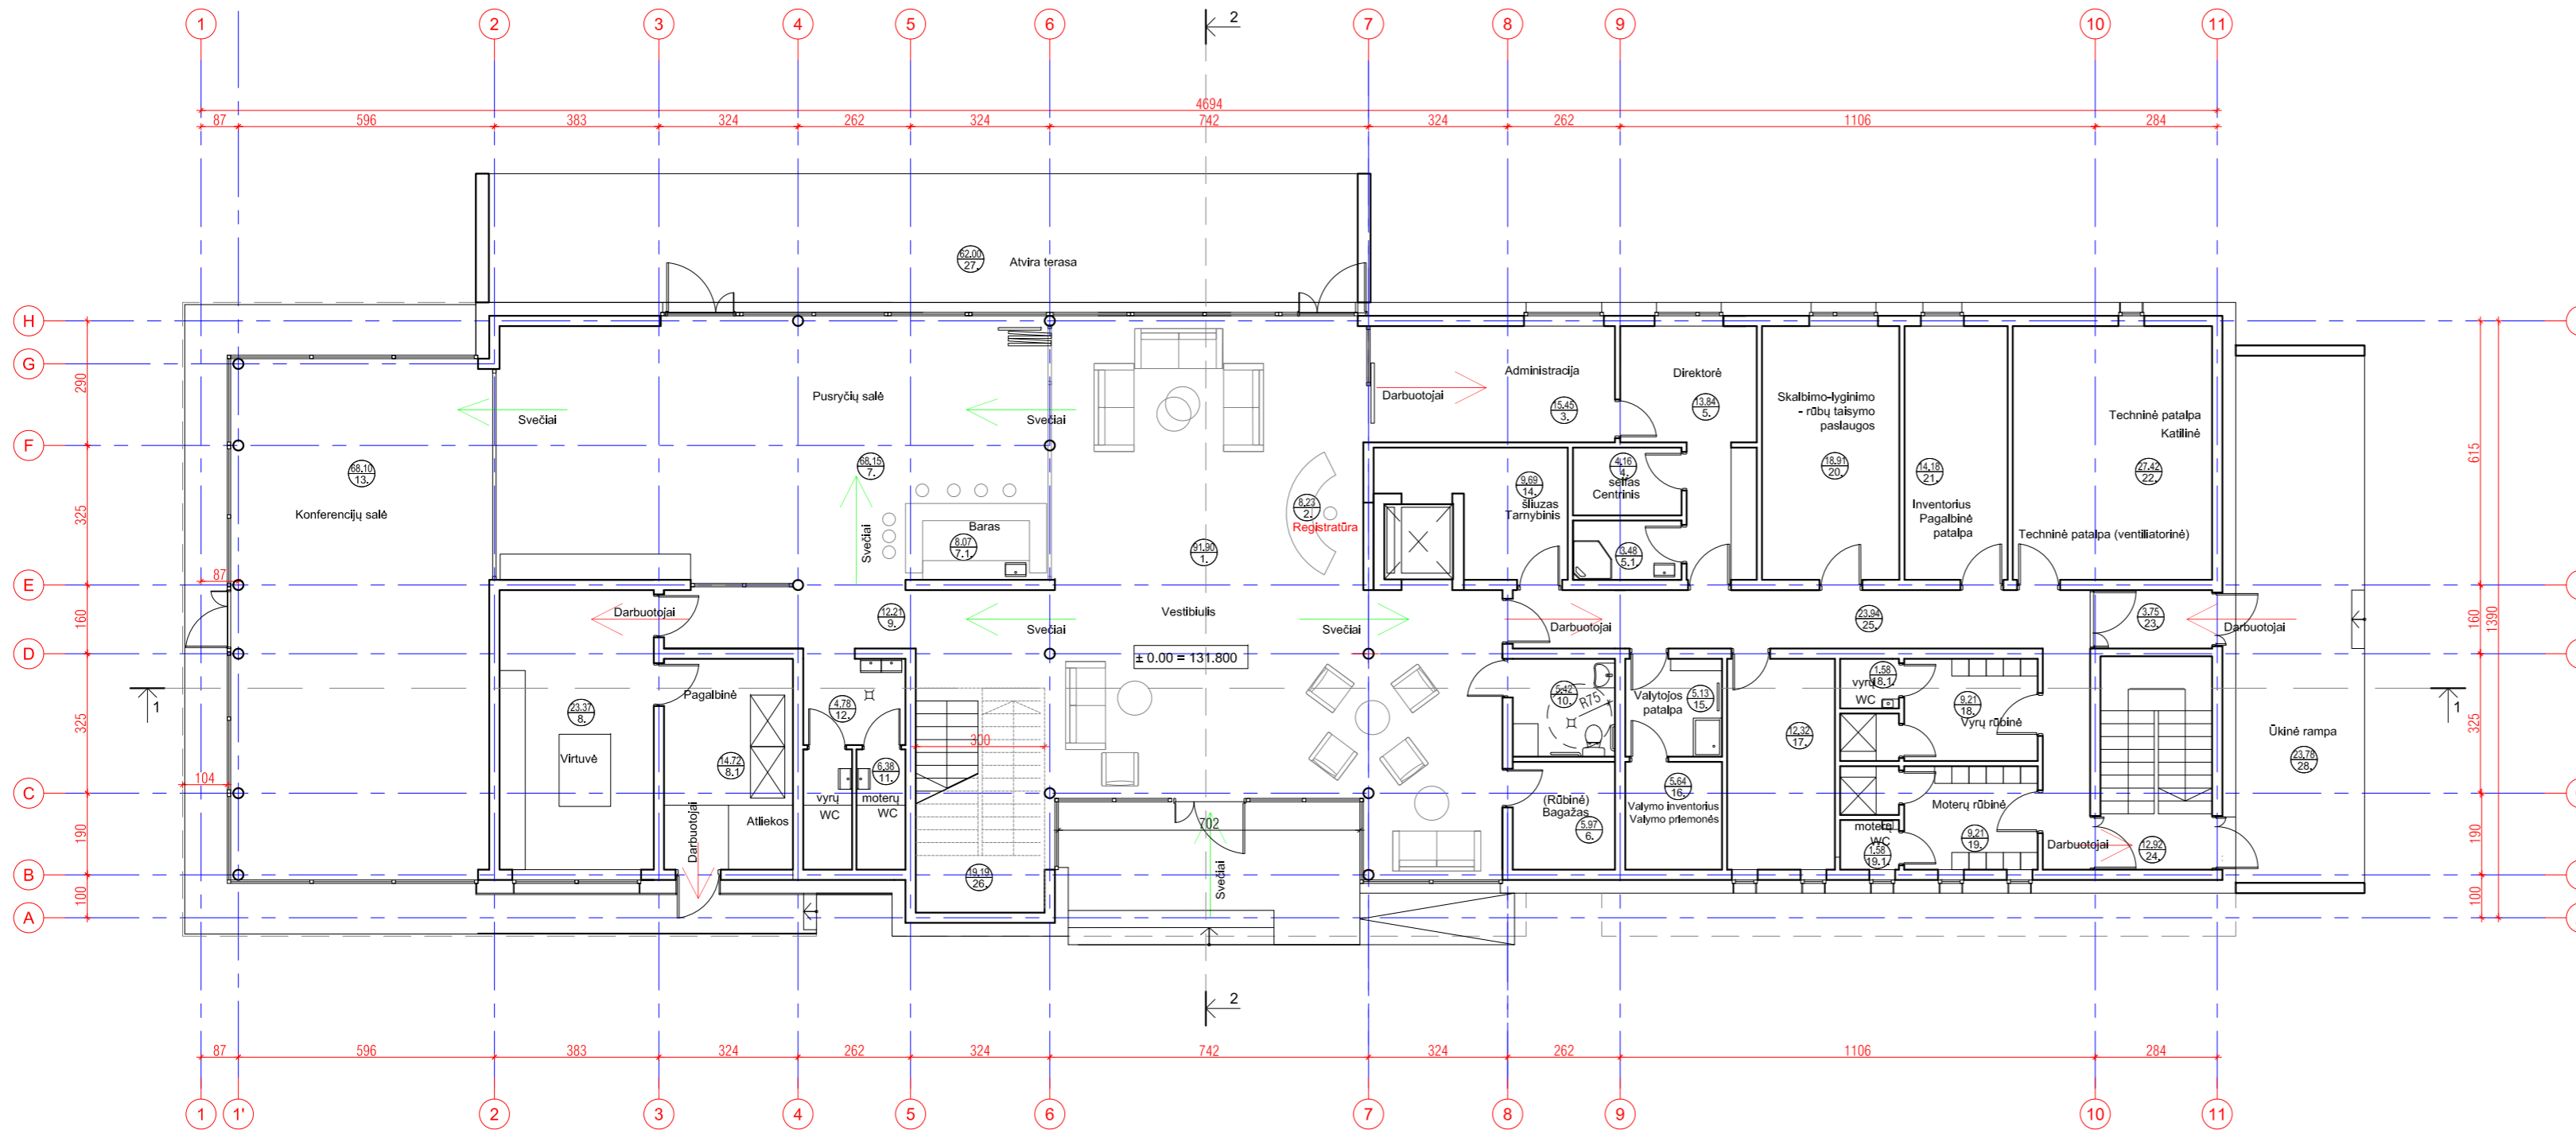 1
2
3
4
5
6
2
7
8
9
10
11
4694
87
596
383
324
262
324
742
324
262
1106
284
62.00
27.
Atvira terasa
H
G
F
E
D
C
B
A
290
325
160
325
190
100
615
160
1390
325
190
100
Pusryčių salė
Svečiai
Svečiai
Darbuotojai
Administracija
15.45
3.
Direktorė
13.84
5.
Skalbimo-lyginimo
- rūbų taisymo
paslaugos
18.91
20.
14.18
21.
Inventorius
Pagalbinė
patalpa
Techninė patalpa
Katilinė
27.42
22.
Techninė patalpa (ventiliatorinė)
68.10
13.
Konferencijų salė
68.15
7.
Svečiai
Baras
8.07
7.1.
8.23
2.
Registratūra
91.90
1.
9.69
14.
šliuzas
Tarnybinis
4.16
4.
seifas
Centrinis
3.48
5.1.
87
Darbuotojai
12.21
9.
Svečiai
Vestibiulis
Svečiai
Darbuotojai
23.94
25.
3.75
23.
Darbuotojai
± 0.00 = 131.800
1
Pagalbinė
23.37
8.
Virtuvė
14.72
8.1
Atliekos
Darbuotojai
4.78
12.
6.38
11.
vyrų
WC
moterų
WC
300
19.19
26.
104
702
Svečiai
5.42
10.
R75
Valytojos
patalpa
5.13
15.
5.64
16.
Valymo inventorius
Valymo priemonės
(Rūbinė)
Bagažas
5.97
6.
12.32
17.
1.58
18.1.
vyrų
WC
9.21
18.
Vyrų rūbinė
Moterų rūbinė
moterų
WC
1.58
19.1.
9.21
19.
Darbuotojai
12.92
24.
Ūkinė rampa
23.78
28.
1
2
87
596
383
324
262
324
742
324
262
1106
284
1
1'
2
3
4
5
6
7
8
9
10
11